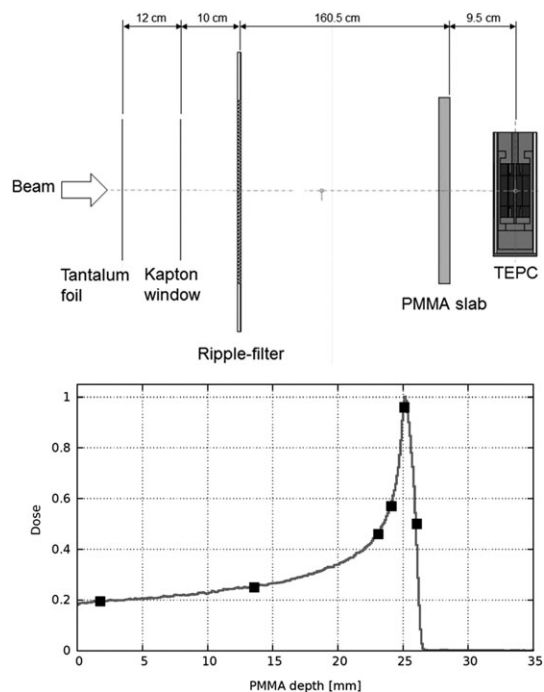 12 cm 10 cm 160.5 cm 9.5 cm
Beam
TEPC
Tantalum
foil
Kapton
window
PMMA slab
Ripple-filter
1
0.8
0.6
0.4
0.2
0
Dose
0 5 10 15 20 25 30 35
PMMA depth [mm]